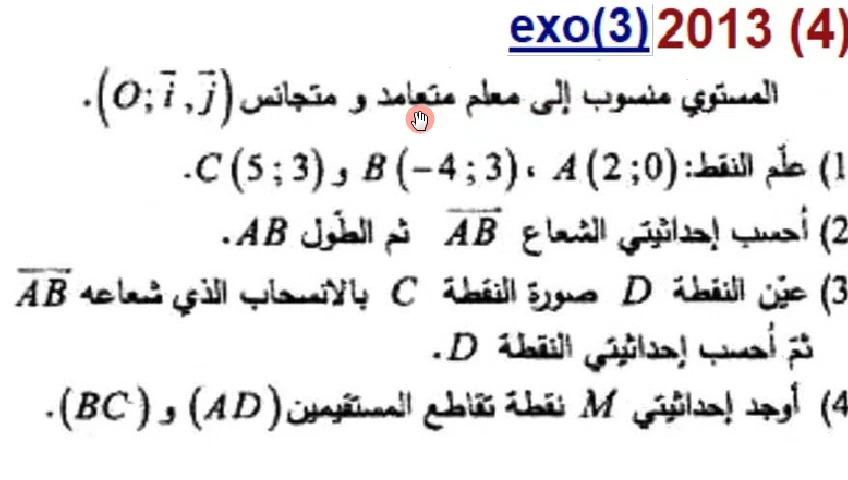 exo(3) 2013 (4)
المستوي منسوب إلى معلم متعامد و متجانس (O; i⃗, j⃗).
1) علّم النقط: A(2;0) ، B(−4;3) و C(5;3).
2) أحسب إحداثيتي الشعاع AB⃗ ثم الطّول AB.
3) عيّن النقطة D صورة النقطة C بالانسحاب الذي شعاعه AB⃗
ثمّ أحسب إحداثيتي النقطة D.
4) أوجد إحداثيتي M نقطة تقاطع المستقيمين (AD) و (BC).